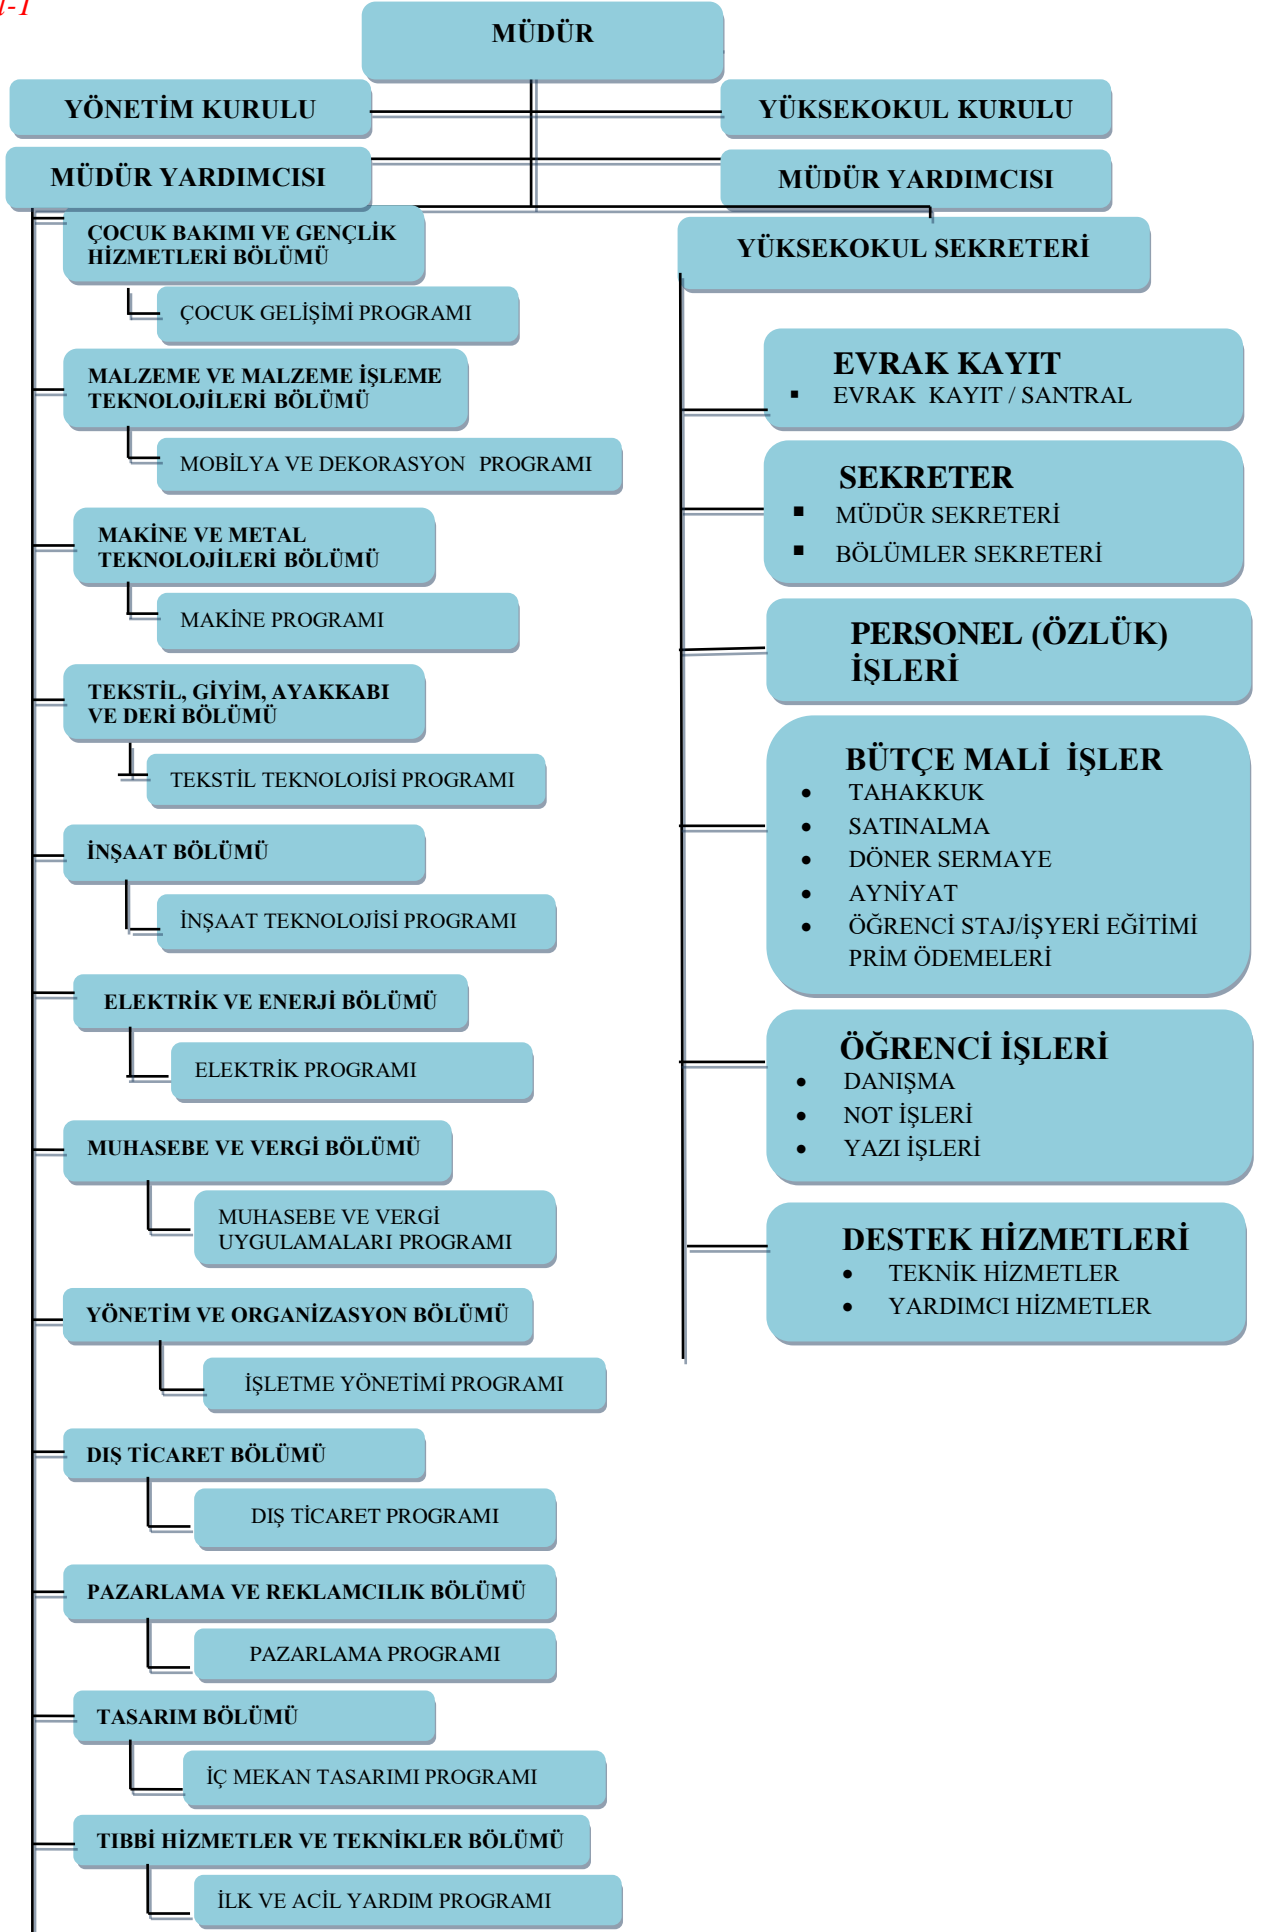 MÜDÜR
YÖNETİM KURULU
YÜKSEKOKUL KURULU
MÜDÜR YARDIMCISI
MÜDÜR YARDIMCISI
ÇOCUK BAKIMI VE GENÇLİK
HİZMETLERİ BÖLÜMÜ
ÇOCUK GELİŞİMİ PROGRAMI
MALZEME VE MALZEME İŞLEME
TEKNOLOJİLERİ BÖLÜMÜ
MOBİLYA VE DEKORASYON PROGRAMI
MAKİNE VE METAL
TEKNOLOJİLERİ BÖLÜMÜ
MAKİNE PROGRAMI
TEKSTİL, GİYİM, AYAKKABI
VE DERİ BÖLÜMÜ
TEKSTİL TEKNOLOJİSİ PROGRAMI
İNŞAAT BÖLÜMÜ
İNŞAAT TEKNOLOJİSİ PROGRAMI
ELEKTRİK VE ENERJİ BÖLÜMÜ
ELEKTRİK PROGRAMI
MUHASEBE VE VERGİ BÖLÜMÜ
MUHASEBE VE VERGİ
UYGULAMALARI PROGRAMI
YÖNETİM VE ORGANİZASYON BÖLÜMÜ
İŞLETME YÖNETİMİ PROGRAMI
DIŞ TİCARET BÖLÜMÜ
DIŞ TİCARET PROGRAMI
PAZARLAMA VE REKLAMCILIK BÖLÜMÜ
PAZARLAMA PROGRAMI
TASARIM BÖLÜMÜ
İÇ MEKAN TASARIMI PROGRAMI
TIBBİ HİZMETLER VE TEKNİKLER BÖLÜMÜ
İLK VE ACİL YARDIM PROGRAMI
YÜKSEKOKUL SEKRETERİ
EVRAK KAYIT
▪ EVRAK KAYIT / SANTRAL
SEKRETER
▪ MÜDÜR SEKRETERİ
▪ BÖLÜMLER SEKRETERİ
PERSONEL (ÖZLÜK)
İŞLERİ
BÜTÇE MALİ İŞLER
• TAHAKKUK
• SATINALMA
• DÖNER SERMAYE
• AYNİYAT
• ÖĞRENCİ STAJ/İŞYERİ EĞİTİMİ
PRİM ÖDEMELERİ
ÖĞRENCİ İŞLERİ
• DANIŞMA
• NOT İŞLERİ
• YAZI İŞLERİ
DESTEK HİZMETLERİ
• TEKNİK HİZMETLER
• YARDIMCI HİZMETLER